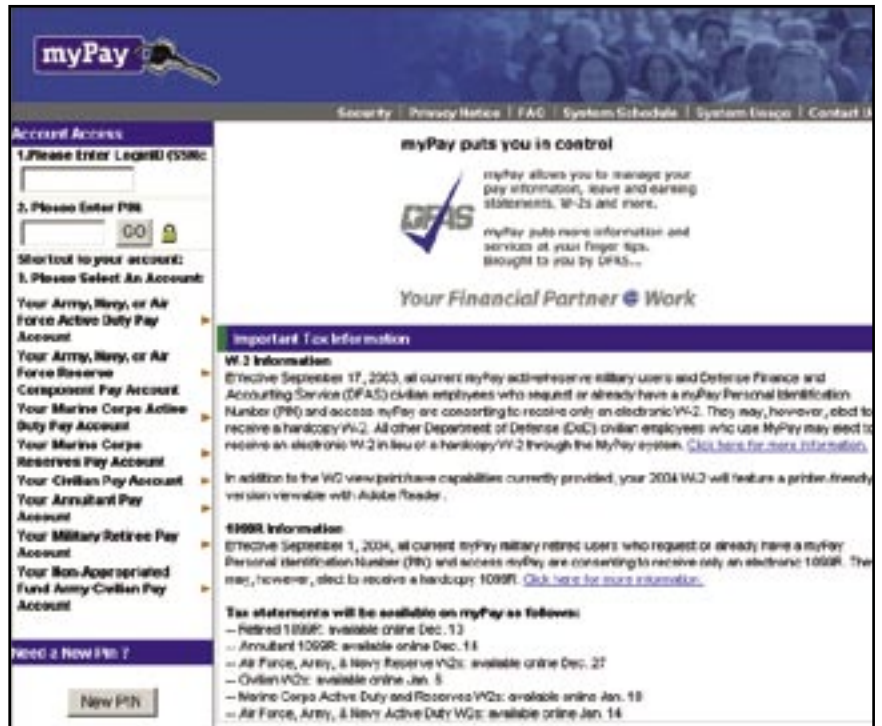 myPay
Security | Privacy Notice | FAQ | System Schedule | System Usage | Contact U
Account Access
1.Please Enter LoginID (SSN:
2. Please Enter PIN:
GO
Shortcut to your account:
3. Please Select An Account:
Your Army, Navy, or Air
Force Active Duty Pay
Account
Your Army, Navy, or Air
Force Reserve
Component Pay Account
Your Marine Corps Active
Duty Pay Account
Your Marine Corps
Reserves Pay Account
Your Civilian Pay Account
Your Annuitant Pay
Account
Your Military Retiree Pay
Account
Your Non-Appropriated
Fund Army Civilian Pay
Account
Need a New Pin ?
New PIN
myPay puts you in control
DFAS
myPay allows you to manage your
pay information, leave and earning
statements, W-2s and more.
myPay puts more information and
services at your finger tips.
Brought to you by DFAS...
Your Financial Partner @ Work
Important Tax Information
W-2 Information
Effective September 17, 2003, all current myPay active/reserve military users and Defense Finance and
Accounting Service (DFAS) civilian employees who request or already have a myPay Personal Identification
Number (PIN) and access myPay are consenting to receive only an electronic W-2. They may, however, elect to
receive a hardcopy W-2. All other Department of Defense (DoD) civilian employees who use MyPay may elect to
receive an electronic W-2 in lieu of a hardcopy W-2 through the MyPay system. Click here for more information.
In addition to the W2 view/print/save capabilities currently provided, your 2004 W-2 will feature a printer-friendly
version viewable with Adobe Reader.
1099R Information
Effective September 1, 2004, all current myPay military retired users who request or already have a myPay
Personal Identification Number (PIN) and access myPay are consenting to receive only an electronic 1099R. They
may, however, elect to receive a hardcopy 1099R. Click here for more information.
Tax statements will be available on myPay as follows:
-- Retired 1099R: available online Dec. 13
-- Annuitant 1099R: available online Dec.
-- Air Force, Army, & Navy Reserve W2s: available online Dec. 27
-- Civilian W2s: available online Jan.
-- Marine Corps Active Duty and Reserves W2s: available online Jan.
-- Air Force, Army, & Navy Active Duty W2s: available online Jan. 14